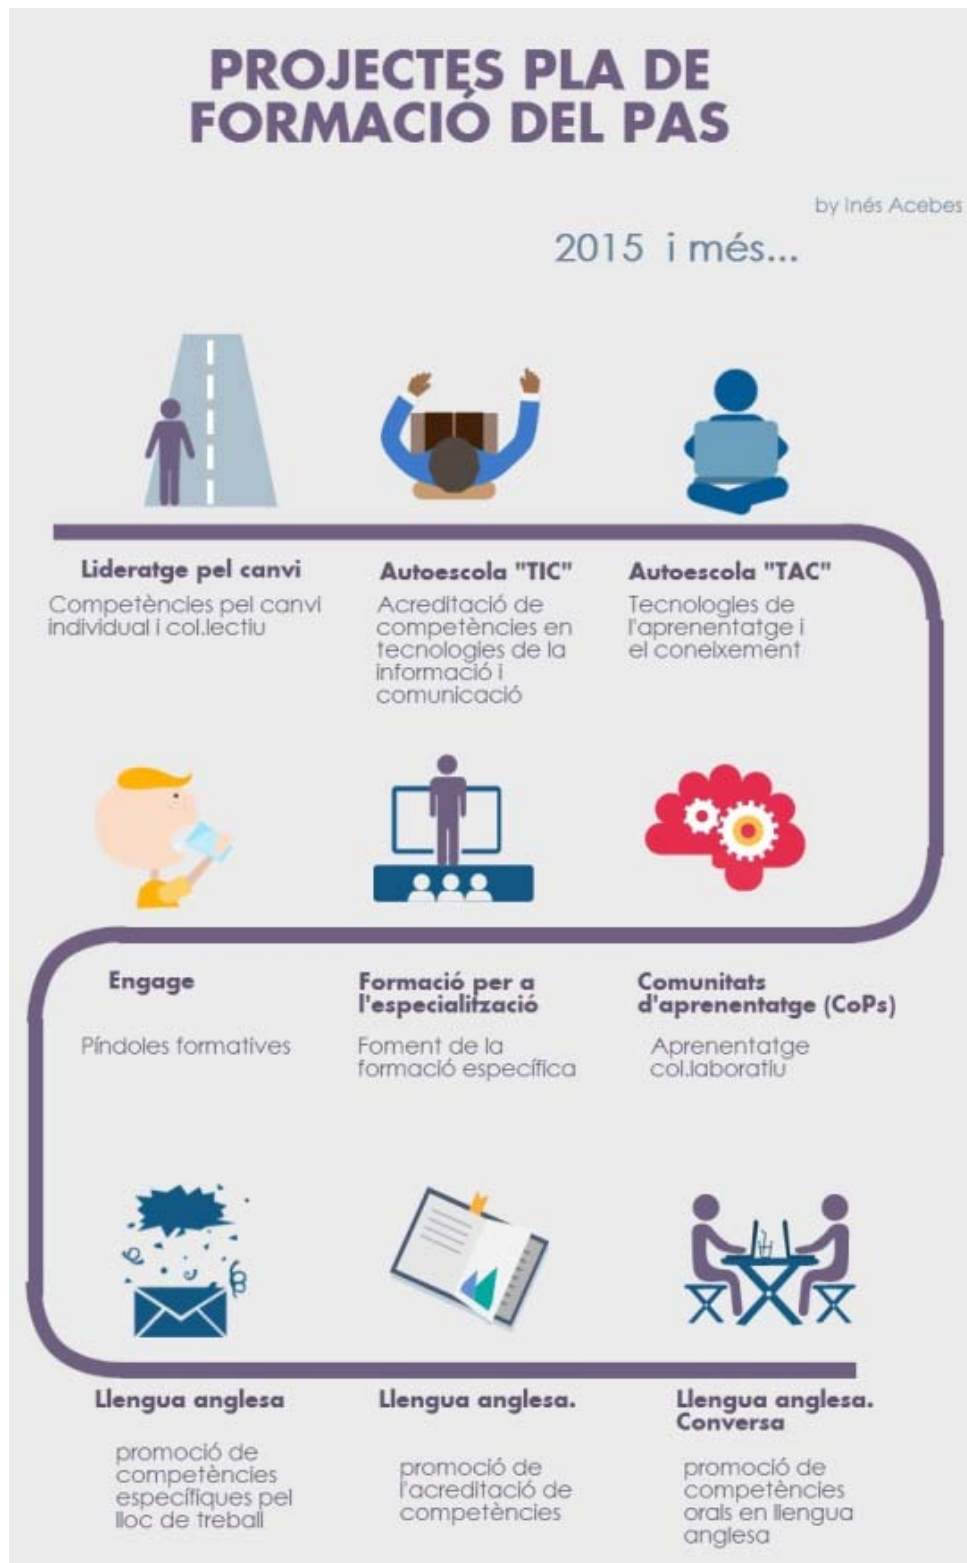 PROJECTES PLA DE
FORMACIÓ DEL PAS
by Inés Acebes
2015 i més...
Lideratge pel canvi
Competències pel canvi
individual i col.lectiu
Autoescola "TIC"
Acreditació de
competències en
tecnologies de la
informació i
comunicació
Autoescola "TAC"
Tecnologies de
l'aprenentatge i
el coneixement
Engage
Píndoles formatives
Formació per a
l'especialització
Foment de la
formació específica
Comunitats
d'aprenentatge (CoPs)
Aprenentatge
col.laboratiu
Llengua anglesa
promoció de
competències
específiques pel
lloc de treball
Llengua anglesa.
promoció de
l'acreditació de
competències
Llengua anglesa.
Conversa
promoció de
competències
orals en llengua
anglesa